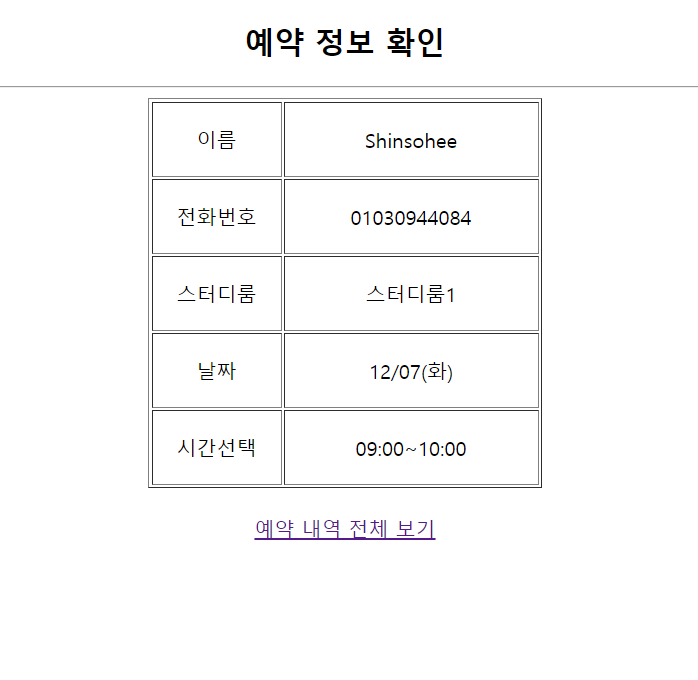 예약 정보 확인
이름 Shinsohee
전화번호 01030944084
스터디룸 스터디룸1
날짜 12/07(화)
시간선택 09:00~10:00
예약 내역 전체 보기